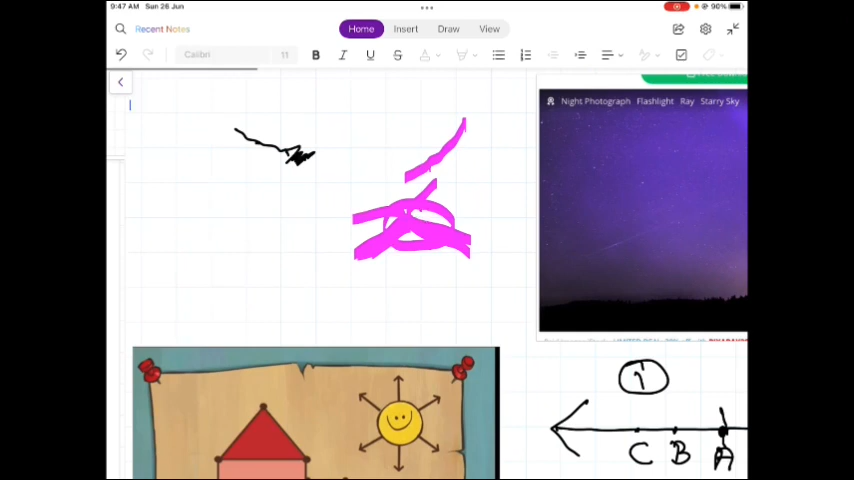 9:47 AM Sun 26 Jun
90%
Recent Notes
Home Insert Draw View
Calibri 11 B I U S A
Night Photograph Flashlight Ray Starry Sky
1
C B A